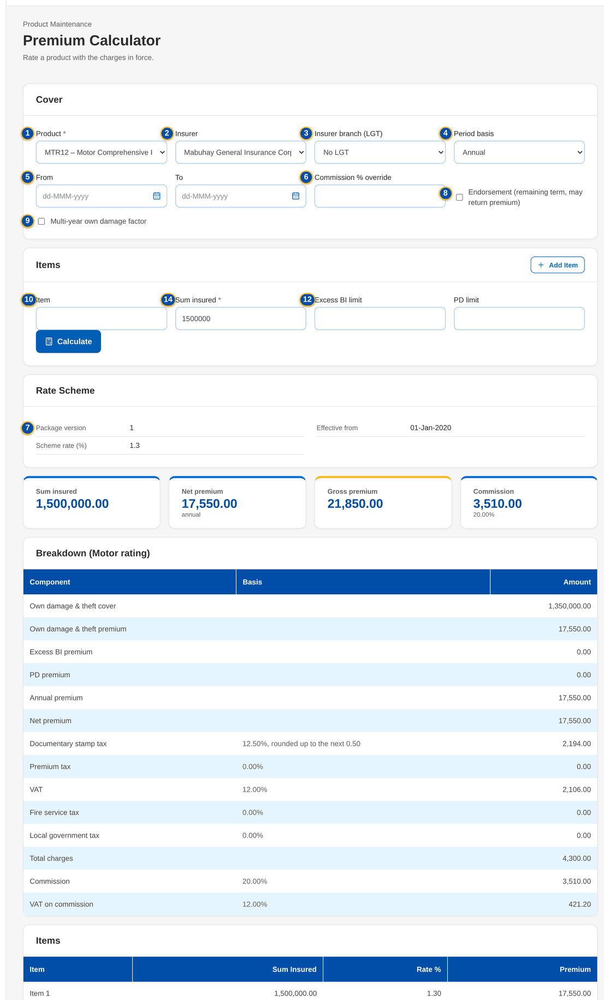 Product Maintenance
Premium Calculator
Rate a product with the charges in force.
Cover
1 Product * 2 Insurer 3 Insurer branch (LGT) 4 Period basis
MTR12 – Motor Comprehensive Mabuhay General Insurance Corp No LGT Annual
5 From To 6 Commission % override
dd-MMM-yyyy dd-MMM-yyyy 8 Endorsement (remaining term, may
return premium)
9 Multi-year own damage factor
Items + Add Item
10 Item 14 Sum insured * 12 Excess BI limit PD limit
1500000
Calculate
Rate Scheme
7 Package version 1 Effective from 01-Jan-2020
Scheme rate (%) 1.3
Sum insured Net premium Gross premium Commission
1,500,000.00 17,550.00 21,850.00 3,510.00
annual 20.00%
Breakdown (Motor rating)
Component Basis Amount
Own damage & theft cover 1,350,000.00
Own damage & theft premium 17,550.00
Excess BI premium 0.00
PD premium 0.00
Annual premium 17,550.00
Net premium 17,550.00
Documentary stamp tax 12.50%, rounded up to the next 0.50 2,194.00
Premium tax 0.00% 0.00
VAT 12.00% 2,106.00
Fire service tax 0.00% 0.00
Local government tax 0.00% 0.00
Total charges 4,300.00
Commission 20.00% 3,510.00
VAT on commission 12.00% 421.20
Items
Item Sum Insured Rate % Premium
Item 1 1,500,000.00 1.30 17,550.00